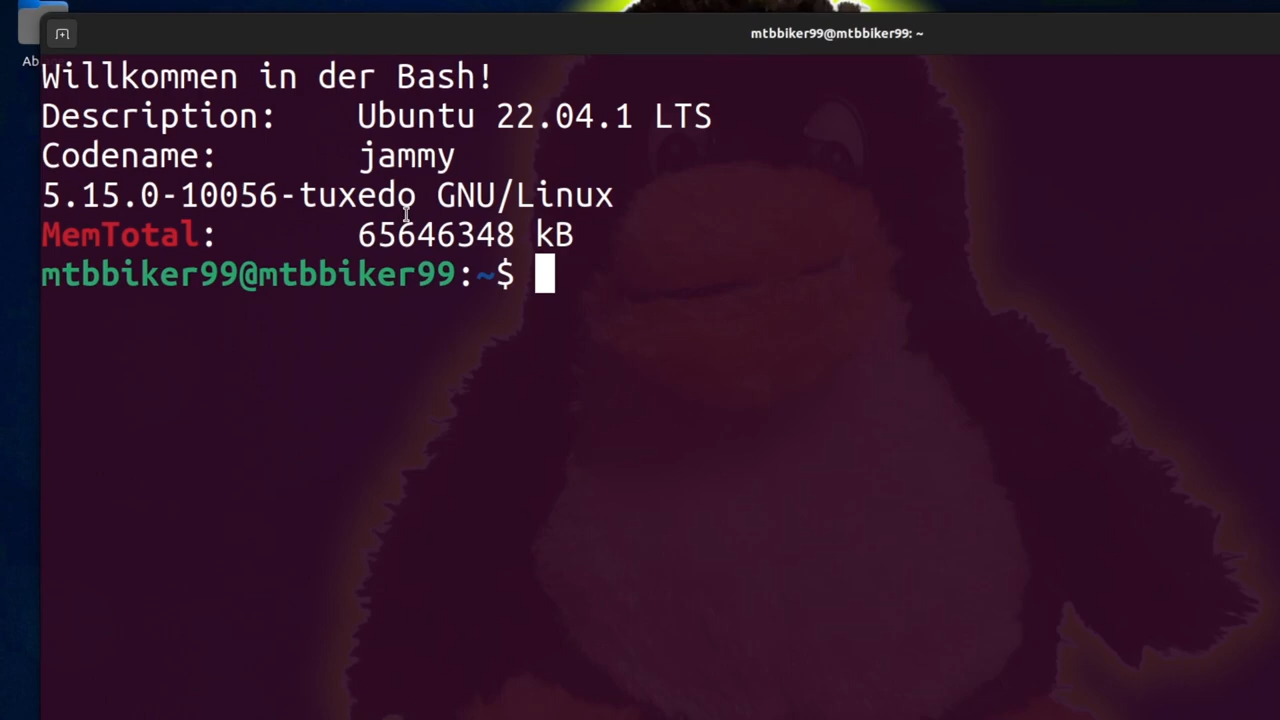 mtbbiker99@mtbbiker99: ~
Ab
Willkommen in der Bash!
Description: Ubuntu 22.04.1 LTS
Codename: jammy
5.15.0-10056-tuxedo GNU/Linux
MemTotal: 65646348 kB
mtbbiker99@mtbbiker99:~$